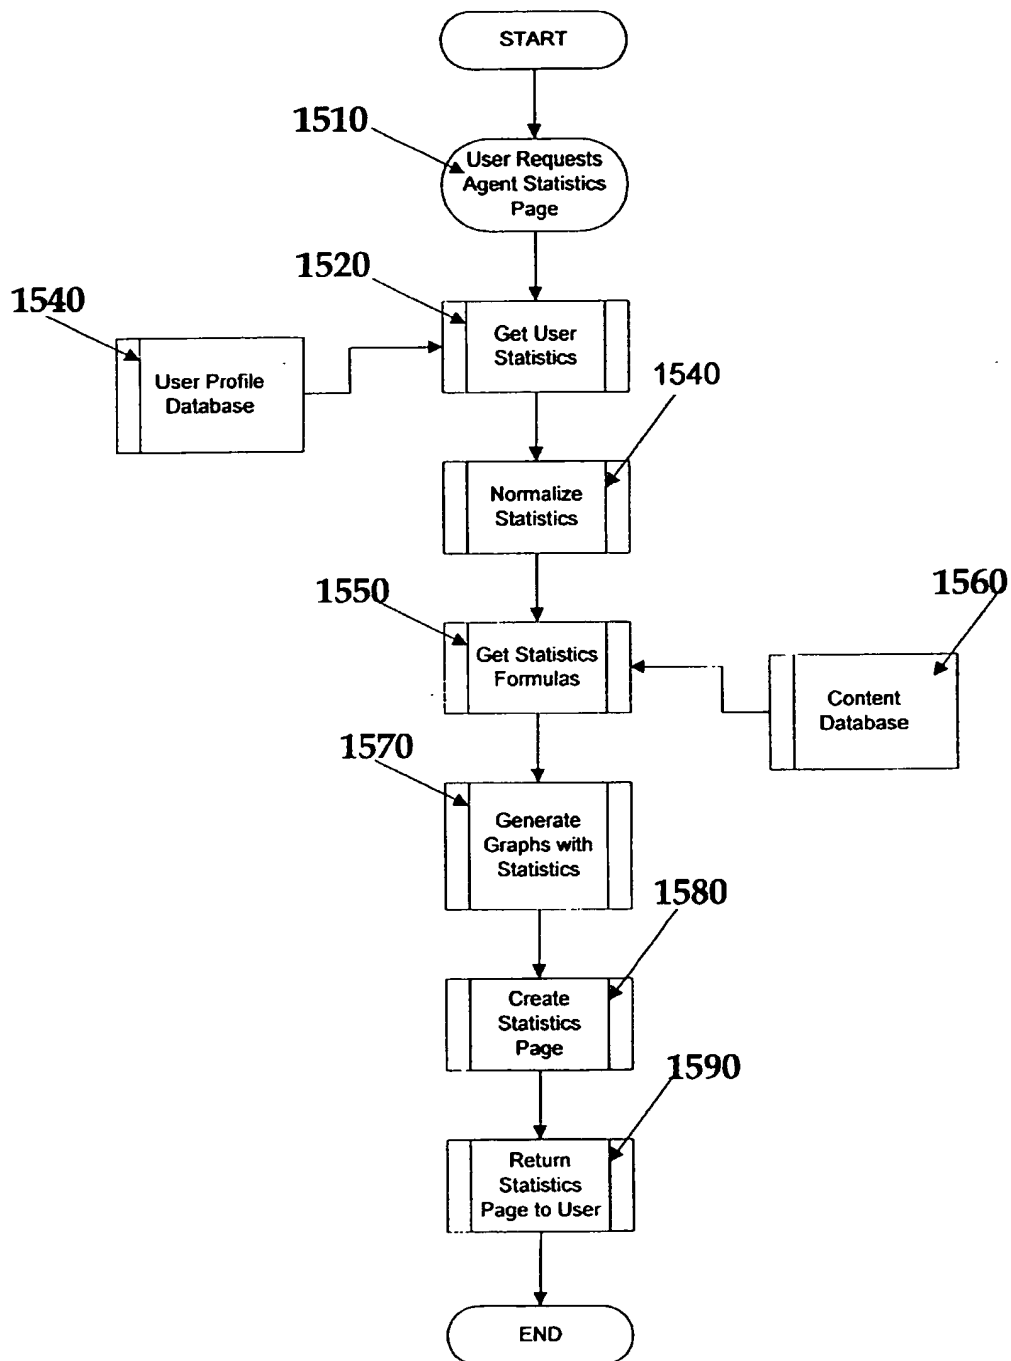 START
1510
User Requests
Agent Statistics
Page
1520
1540
Get User
Statistics
User Profile
Database
1540
Normalize
Statistics
1550
1560
Get Statistics
Formulas
Content
Database
1570
Generate
Graphs with
Statistics
1580
Create
Statistics
Page
1590
Return
Statistics
Page to User
END